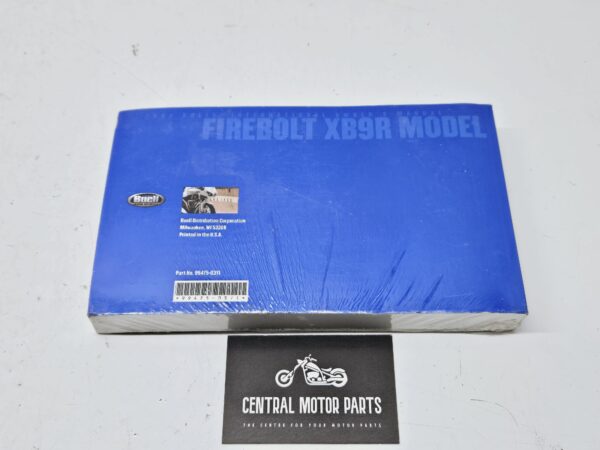 FIREBOLT XB9R MODEL
Buell
Buell Distribution Corporation
Milwaukee, WI 53208
Printed in the U.S.A.
CENTRAL MOTOR PARTS
THE CENTER FOR YOUR MOTOR PARTS